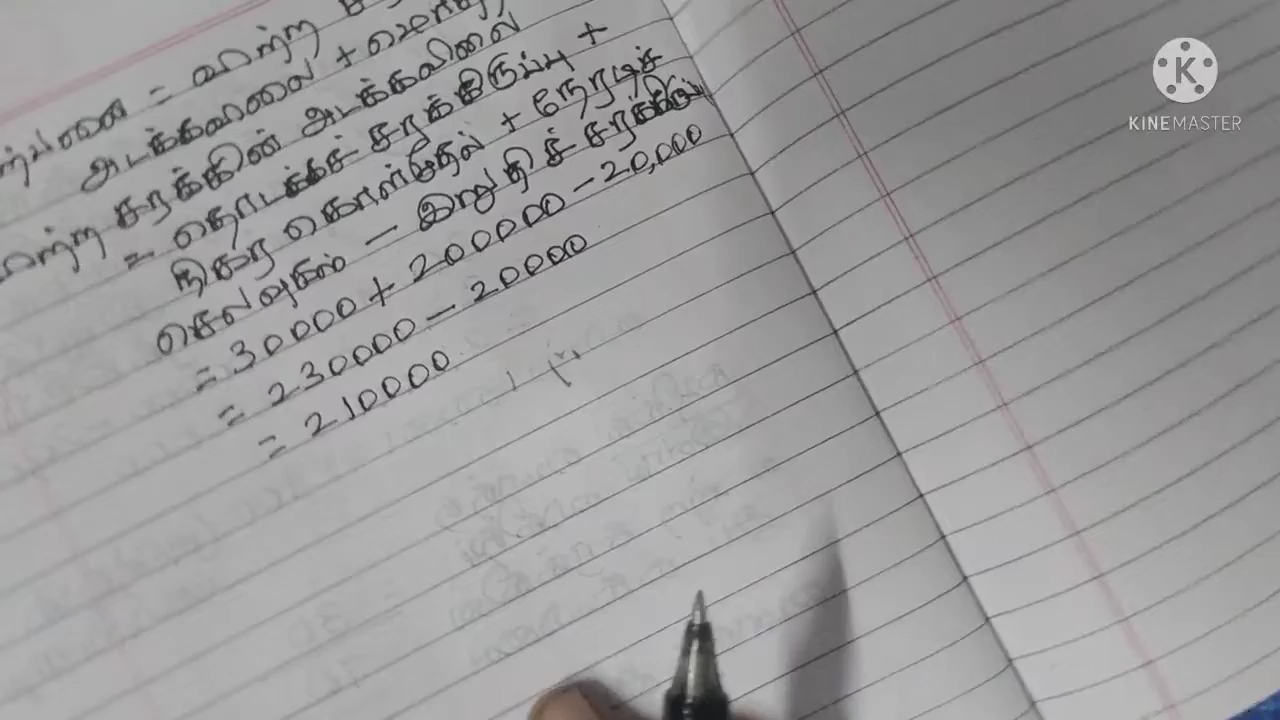 = விற்ற
அடக்கவிலை +
விற்ற சரக்கின் அடக்கவிலை
= தொடக்கச் சரக்கிருப்பு +
நிகர கொள்முதல் + நேரடிச்
செலவுகள் – இறுதிச் சரக்கிருப்பு
= 30000 + 200000 – 20,000
= 230000 – 20000
= 210000
KINEMASTER